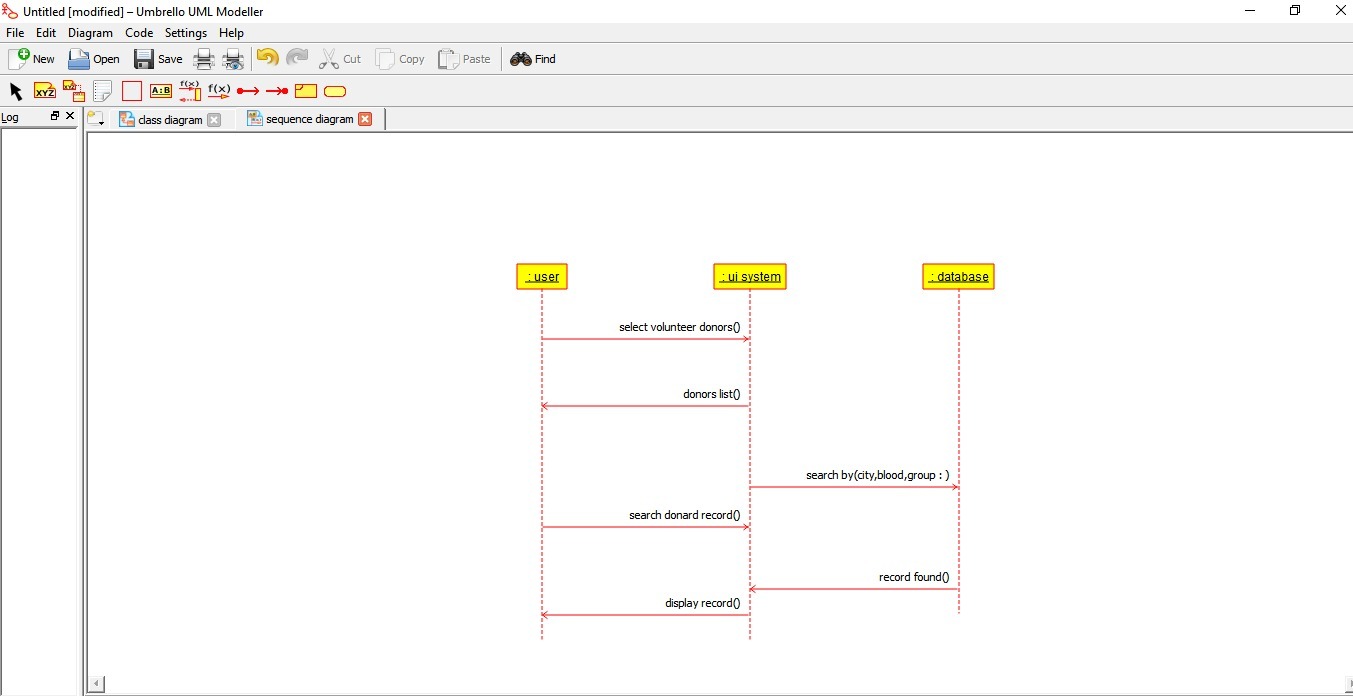 Untitled [modified] – Umbrello UML Modeller
File Edit Diagram Code Settings Help
New Open Save Cut Copy Paste Find
XYZ XYZ A:B f(x) f(x)
Log
class diagram sequence diagram
: user : ui system : database
select volunteer donors()
donors list()
search by(city,blood,group : )
search donard record()
record found()
display record()